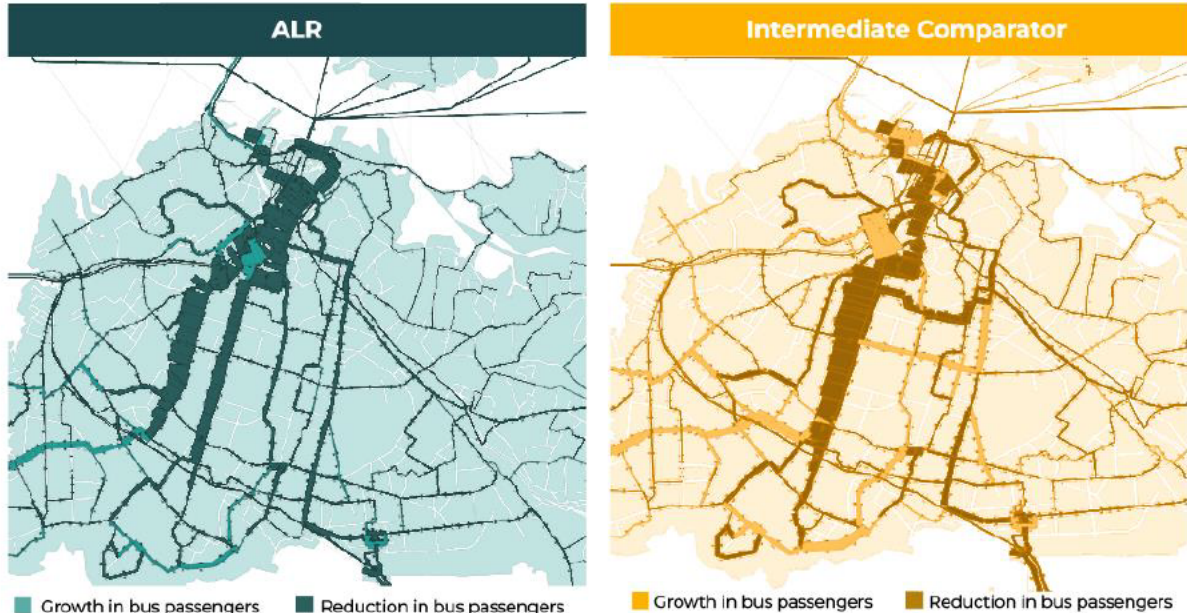 ALR
Intermediate Comparator
Growth in bus passengers
Reduction in bus passengers
Growth in bus passengers
Reduction in bus passengers